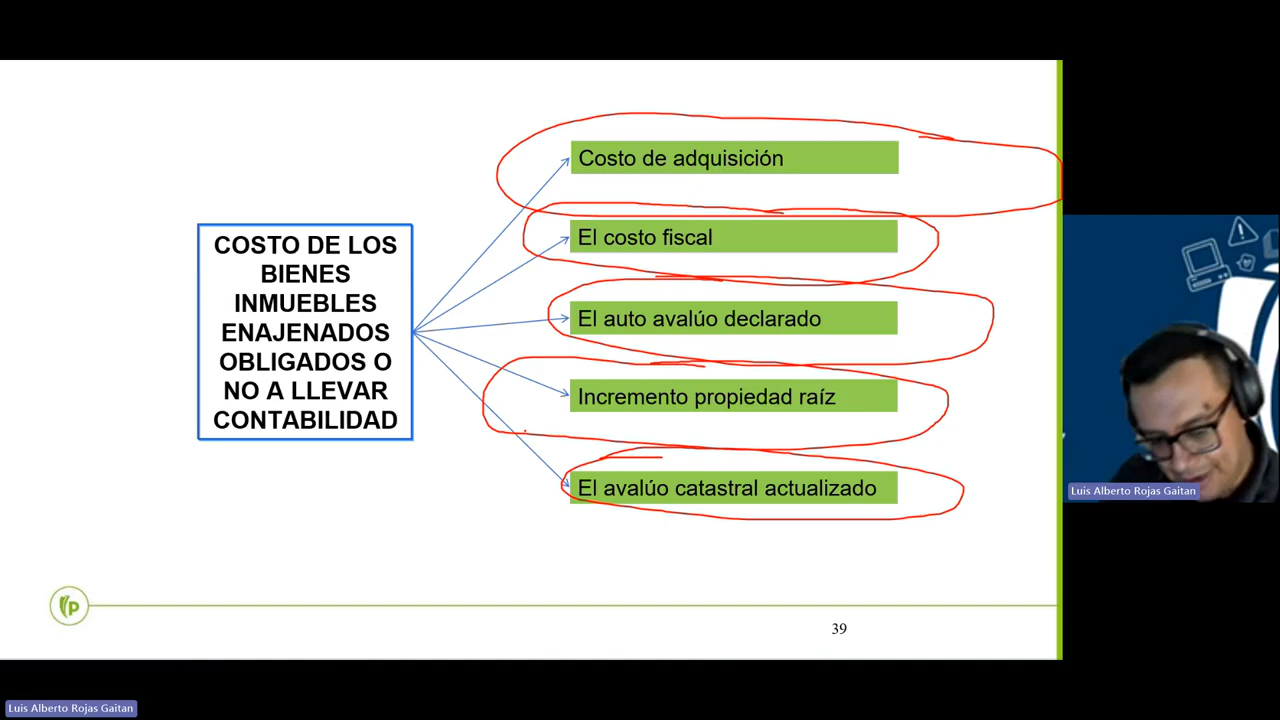 COSTO DE LOS
BIENES
INMUEBLES
ENAJENADOS
OBLIGADOS O
NO A LLEVAR
CONTABILIDAD
Costo de adquisición
El costo fiscal
El auto avalúo declarado
Incremento propiedad raíz
El avalúo catastral actualizado
P
39
Luis Alberto Rojas Gaitan
Luis Alberto Rojas Gaitan